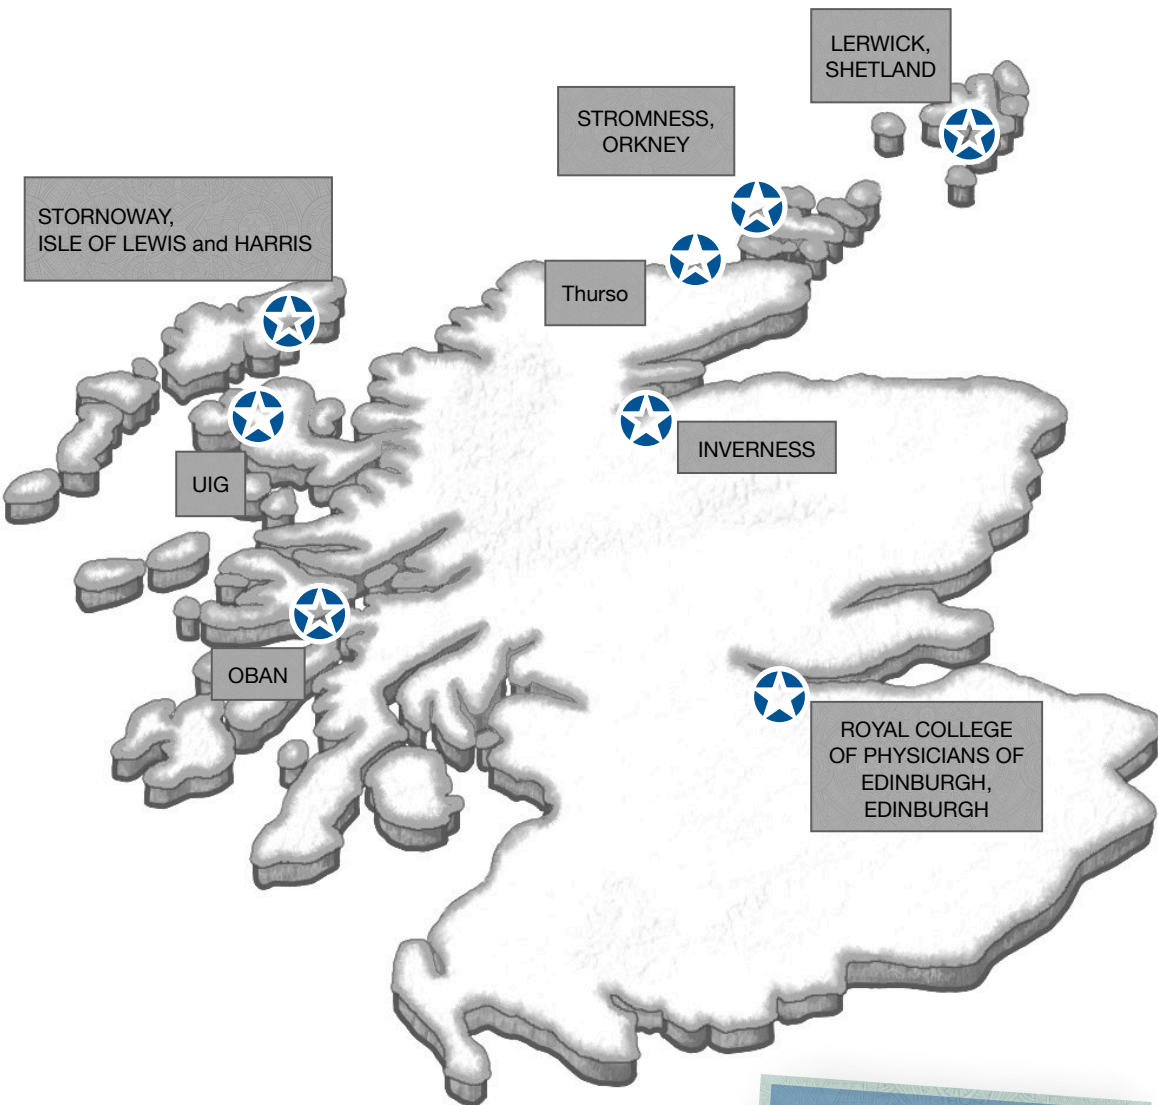 LERWICK,
SHETLAND
STROMNESS,
ORKNEY
STORNOWAY,
ISLE OF LEWIS and HARRIS
Thurso
INVERNESS
UIG
OBAN
ROYAL COLLEGE
OF PHYSICIANS OF
EDINBURGH,
EDINBURGH